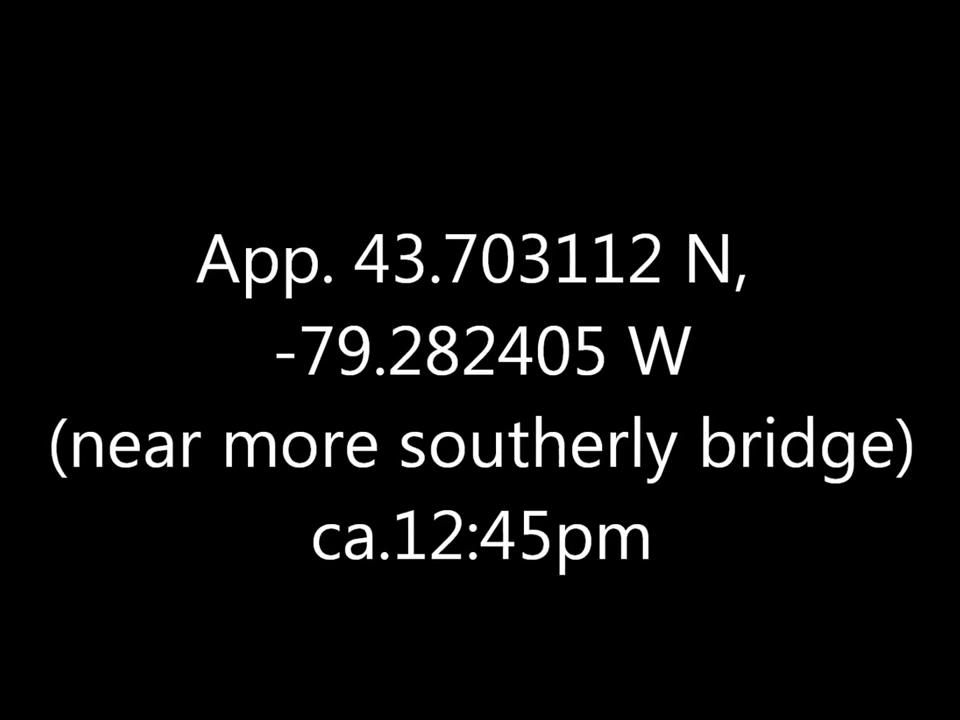 App. 43.703112 N,
-79.282405 W
(near more southerly bridge)
ca.12:45pm